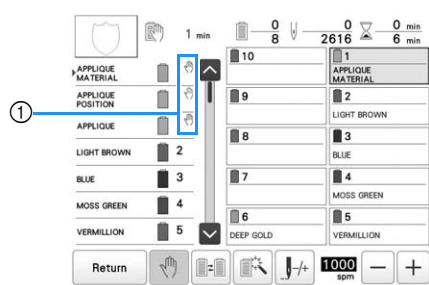 1 min
0
8
0
2616
0 min
6 min
APPLIQUE
MATERIAL
APPLIQUE
POSITION
APPLIQUE
LIGHT BROWN 2
BLUE 3
MOSS GREEN 4
VERMILLION 5
①
10
1
APPLIQUE
MATERIAL
9
2
LIGHT BROWN
8
3
BLUE
7
4
MOSS GREEN
6
DEEP GOLD
5
VERMILLION
Return
-/+
1000
spm
− +